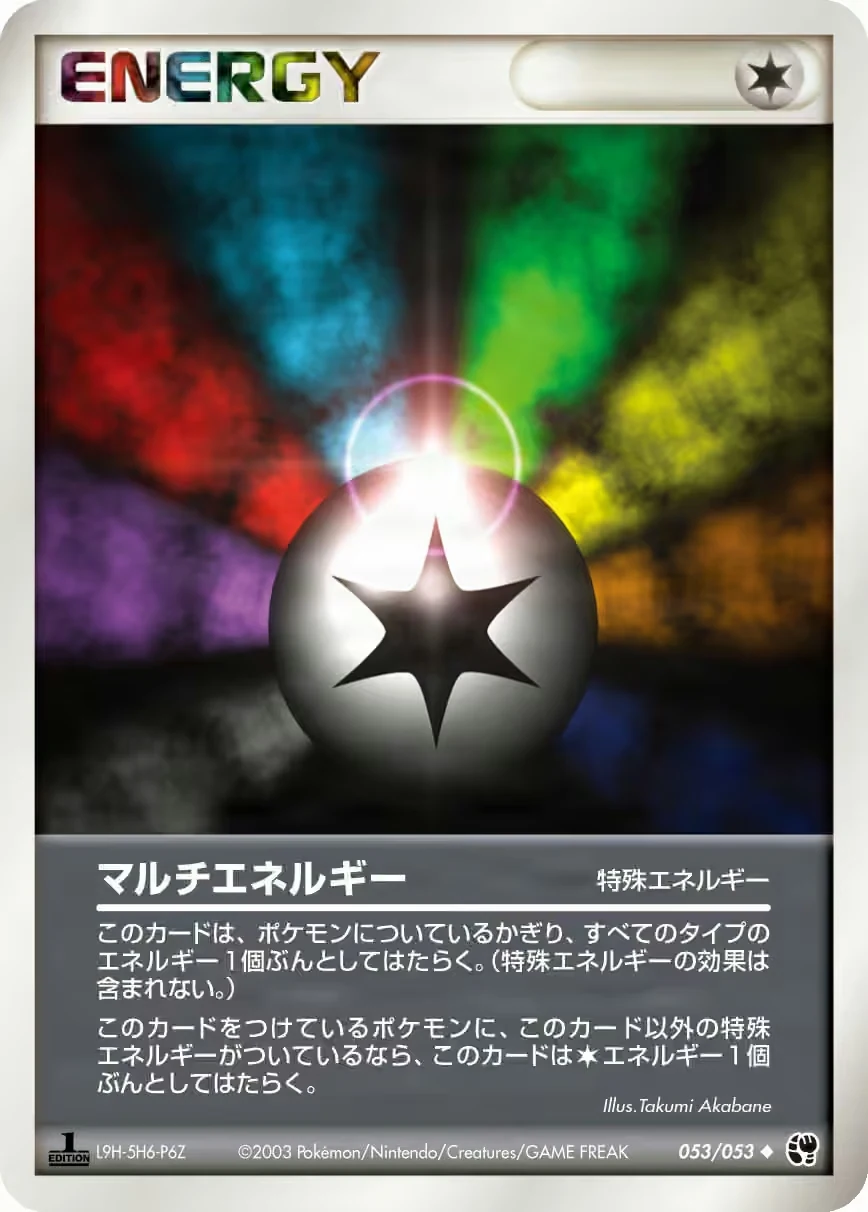 ENERGY
マルチエネルギー 特殊エネルギー
このカードは、ポケモンについているかぎり、すべてのタイプの
エネルギー1個ぶんとしてはたらく。(特殊エネルギーの効果は
含まれない。)
このカードをつけているポケモンに、このカード以外の特殊
エネルギーがついているなら、このカードは✶エネルギー1個
ぶんとしてはたらく。
Illus. Takumi Akabane
1 EDITION L9H-5H6-P6Z ©2003 Pokémon/Nintendo/Creatures/GAME FREAK 053/053 ◆